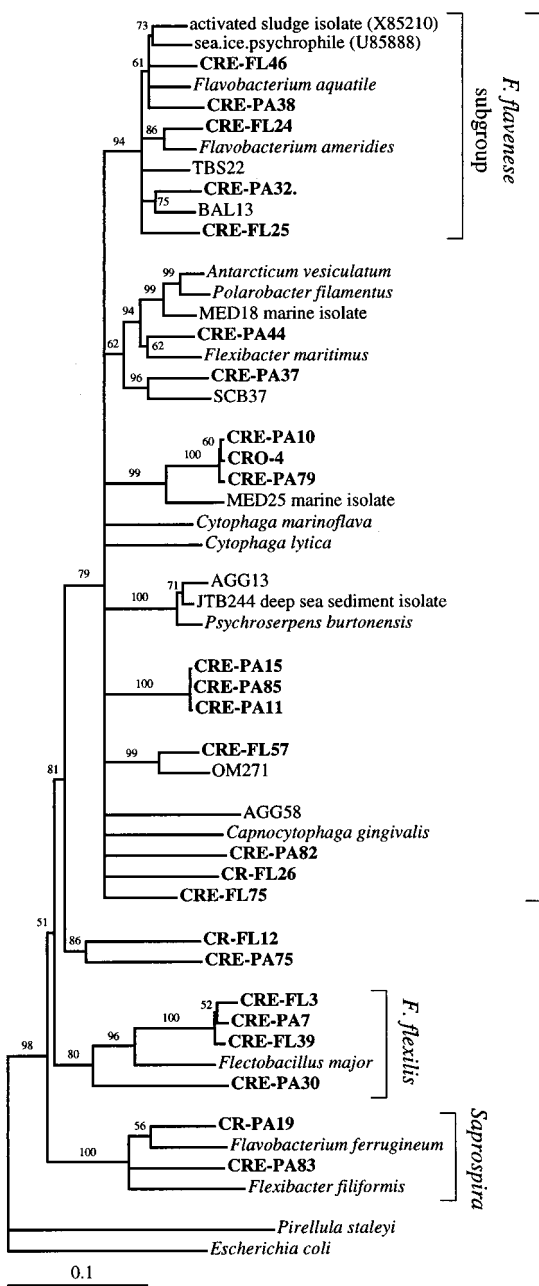 73
activated sludge isolate (X85210)
sea.ice.psychrophile (U85888)
61
CRE-FL46
Flavobacterium aquatile
CRE-PA38
94
86
CRE-FL24
Flavobacterium ameridies
TBS22
CRE-PA32.
75
BAL13
CRE-FL25
F. flavenese
subgroup
99
Antarcticum vesiculatum
99
Polarobacter filamentus
94
MED18 marine isolate
CRE-PA44
62
62
Flexibacter maritimus
96
CRE-PA37
SCB37
60
CRE-PA10
100
CRO-4
99
CRE-PA79
MED25 marine isolate
Cytophaga marinoflava
Cytophaga lytica
79
71
AGG13
100
JTB244 deep sea sediment isolate
Psychroserpens burtonensis
CRE-PA15
100
CRE-PA85
CRE-PA11
99
CRE-FL57
OM271
81
AGG58
Capnocytophaga gingivalis
CRE-PA82
CR-FL26
CRE-FL75
51
86
CR-FL12
CRE-PA75
52
CRE-FL3
100
CRE-PA7
96
CRE-FL39
98
80
Flectobacillus major
CRE-PA30
F. flexilis
56
CR-PA19
Flavobacterium ferrugineum
100
CRE-PA83
Flexibacter filiformis
Saprospira
Pirellula staleyi
Escherichia coli
0.1